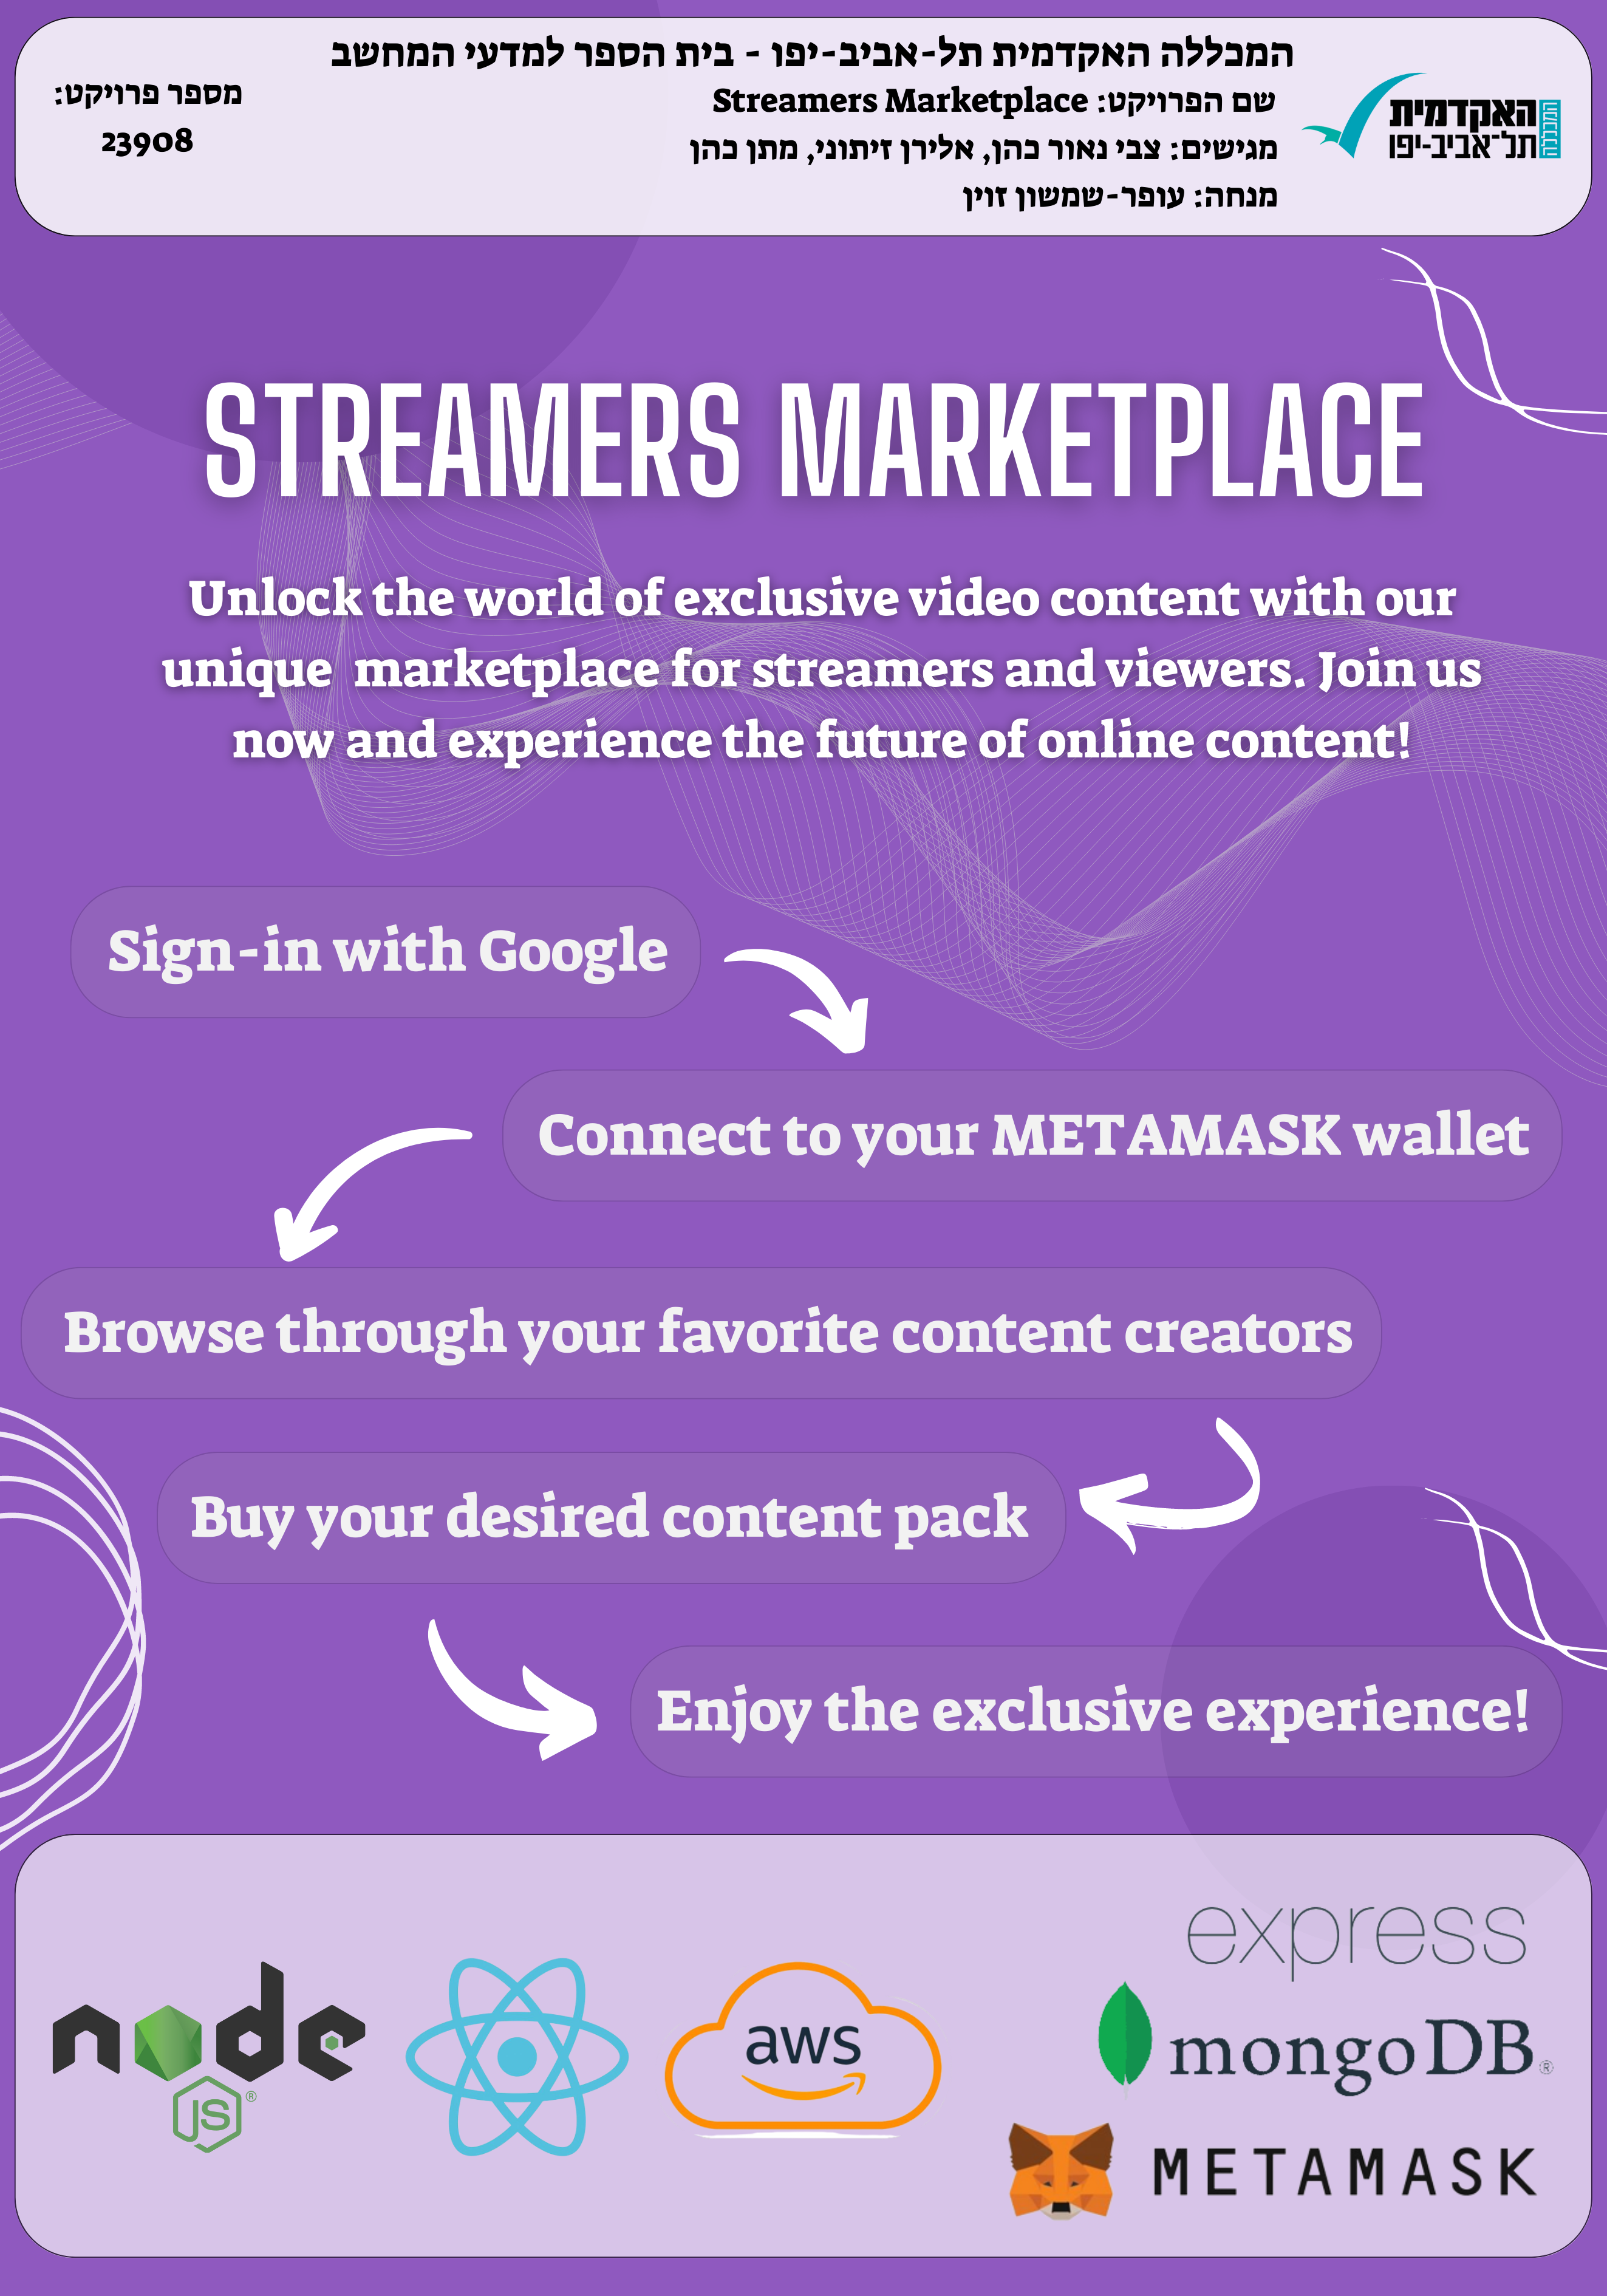 המכללה האקדמית תל-אביב-יפו - בית הספר למדעי המחשב
שם הפרויקט: Streamers Marketplace
מגישים: צבי נאור כהן, אלירן זיתוני, מתן כהן
מנחה: עופר-שמשון זוין
מספר פרויקט:
23908
המכללה
האקדמית
תל־אביב-יפו
STREAMERS MARKETPLACE
Unlock the world of exclusive video content with our
unique marketplace for streamers and viewers. Join us
now and experience the future of online content!
Sign-in with Google
Connect to your METAMASK wallet
Browse through your favorite content creators
Buy your desired content pack
Enjoy the exclusive experience!
node
JS®
aws
express
mongoDB®
METAMASK